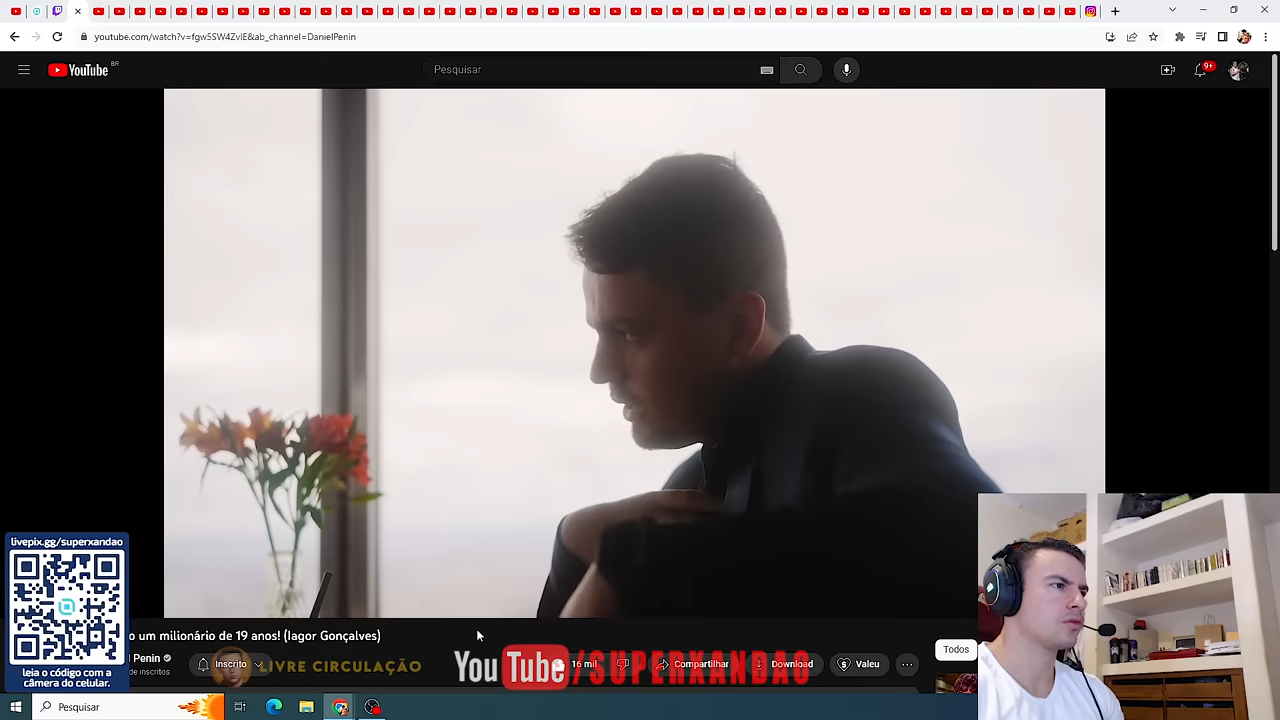 youtube.com/watch?v=fgw5SW4ZvlE&ab_channel=DanielPenin
YouTube BR
Pesquisar
9+
livepix.gg/superxandao
leia o código com a
câmera do celular.
o um milionário de 19 anos! (Iagor Gonçalves)
Penin
de inscritos
Inscrito
LIVRE CIRCULAÇÃO
16 mil
Compartilhar
Download
Valeu
Todos
YouTube/SUPERXANDAO
Pesquisar